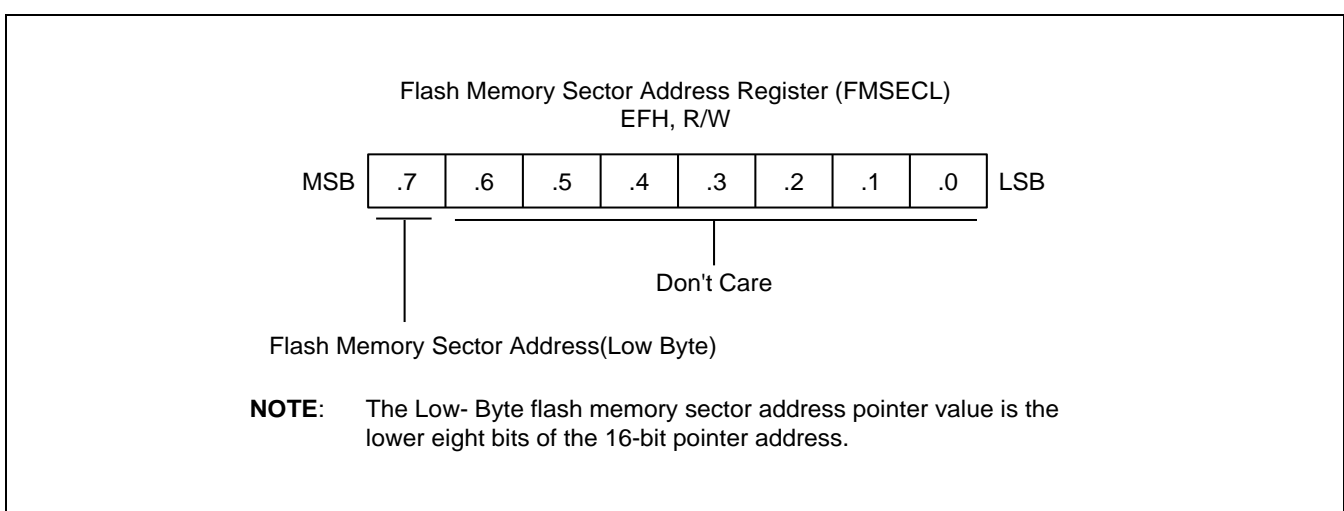 Flash Memory Sector Address Register (FMSECL)
EFH, R/W
MSB .7 .6 .5 .4 .3 .2 .1 .0 LSB
Don't Care
Flash Memory Sector Address(Low Byte)
NOTE: The Low- Byte flash memory sector address pointer value is the
lower eight bits of the 16-bit pointer address.